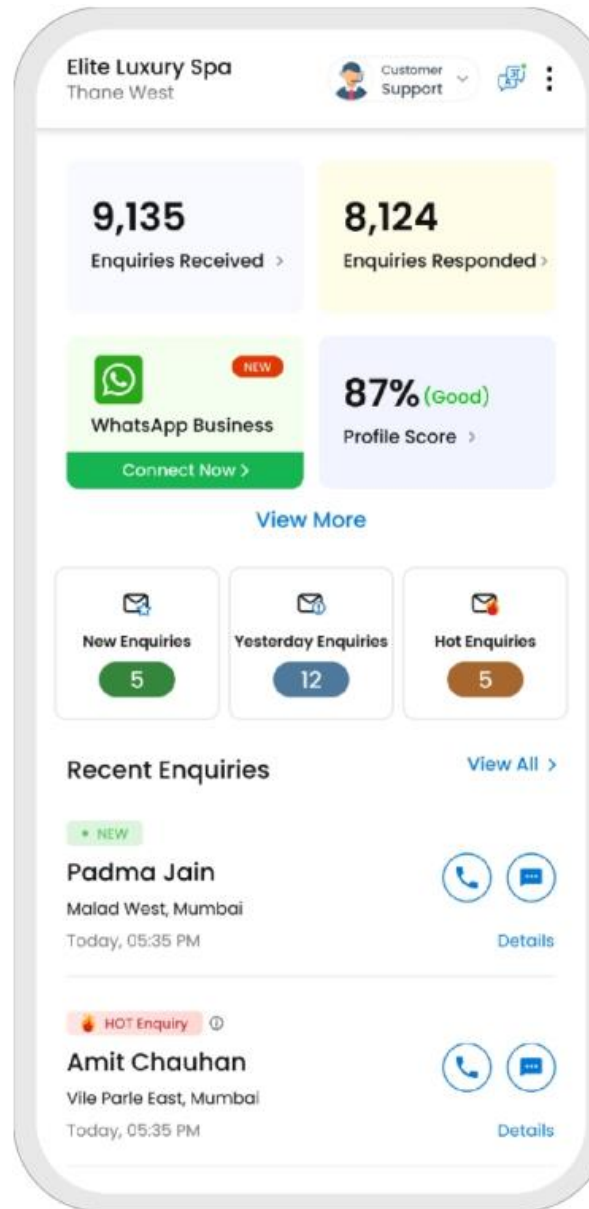 Elite Luxury Spa
Thane West
Customer
Support
9,135
Enquiries Received >
8,124
Enquiries Responded >
NEW
WhatsApp Business
Connect Now >
87% (Good)
Profile Score >
View More
New Enquiries
5
Yesterday Enquiries
12
Hot Enquiries
5
Recent Enquiries
View All >
• NEW
Padma Jain
Malad West, Mumbai
Today, 05:35 PM
Details
HOT Enquiry
Amit Chauhan
Vile Parle East, Mumbai
Today, 05:35 PM
Details